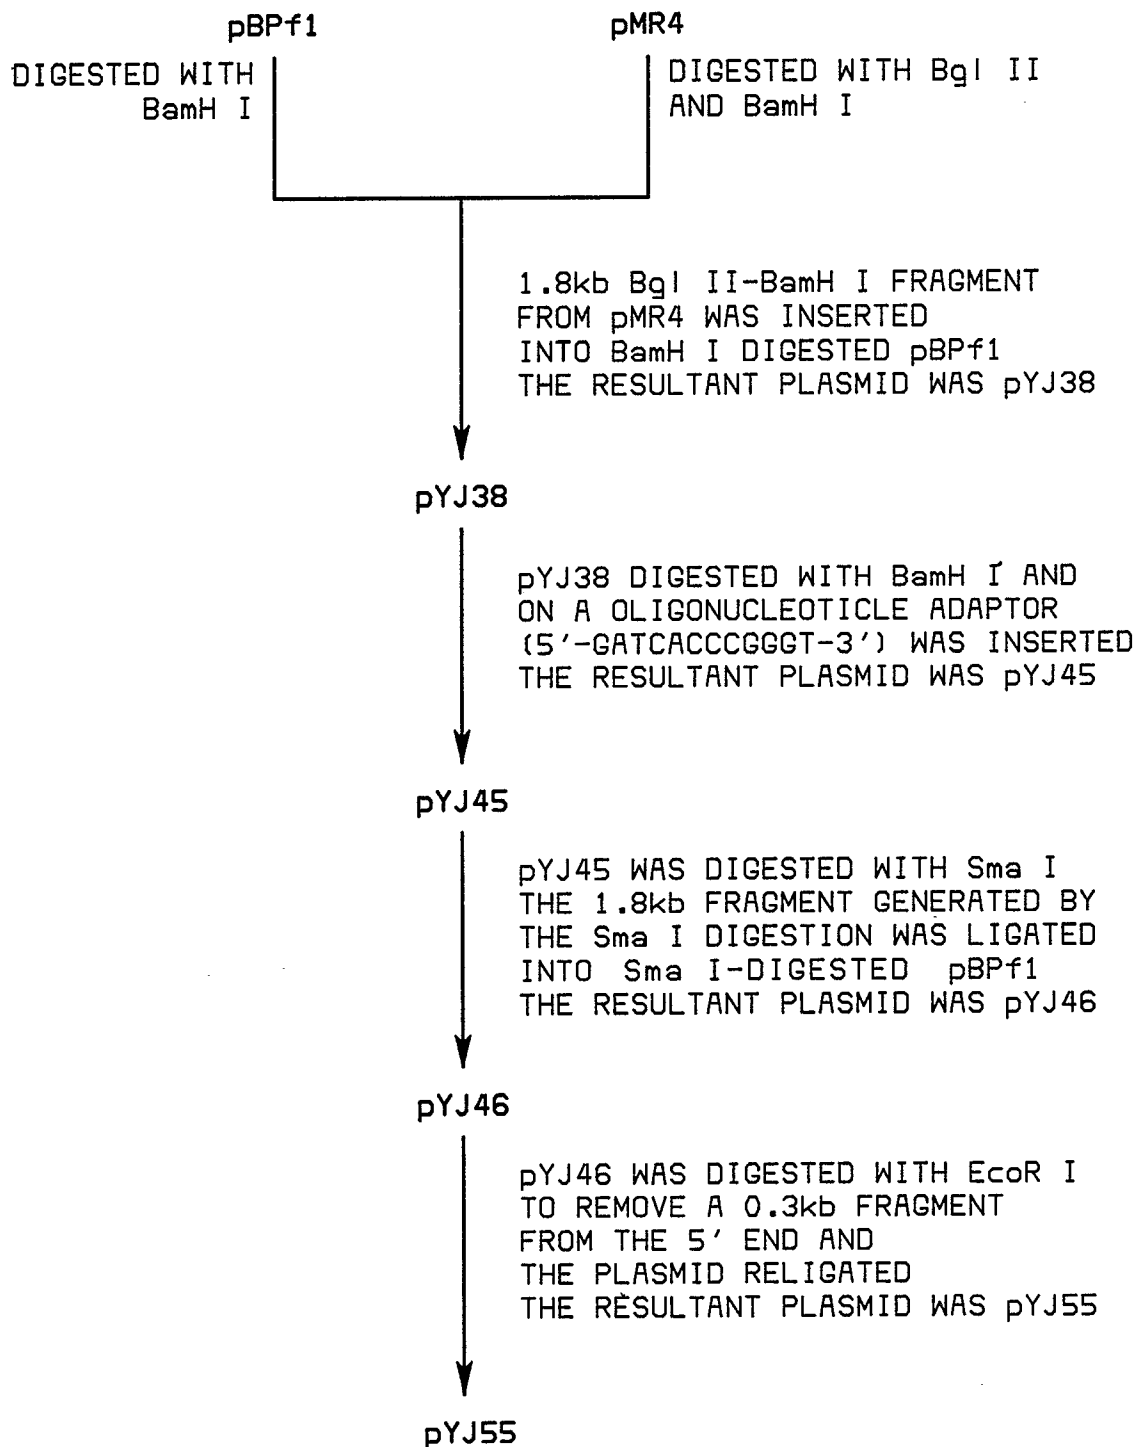 pBPf1
pMR4
DIGESTED WITH
BamH I
DIGESTED WITH Bgl II
AND BamH I
1.8kb Bgl II-BamH I FRAGMENT
FROM pMR4 WAS INSERTED
INTO BamH I DIGESTED pBPf1
THE RESULTANT PLASMID WAS pYJ38
pYJ38
pYJ38 DIGESTED WITH BamH I AND
ON A OLIGONUCLEOTICLE ADAPTOR
(5'-GATCACCCGGGT-3') WAS INSERTED
THE RESULTANT PLASMID WAS pYJ45
pYJ45
pYJ45 WAS DIGESTED WITH Sma I
THE 1.8kb FRAGMENT GENERATED BY
THE Sma I DIGESTION WAS LIGATED
INTO Sma I-DIGESTED pBPf1
THE RESULTANT PLASMID WAS pYJ46
pYJ46
pYJ46 WAS DIGESTED WITH EcoR I
TO REMOVE A 0.3kb FRAGMENT
FROM THE 5' END AND
THE PLASMID RELIGATED
THE RESULTANT PLASMID WAS pYJ55
pYJ55